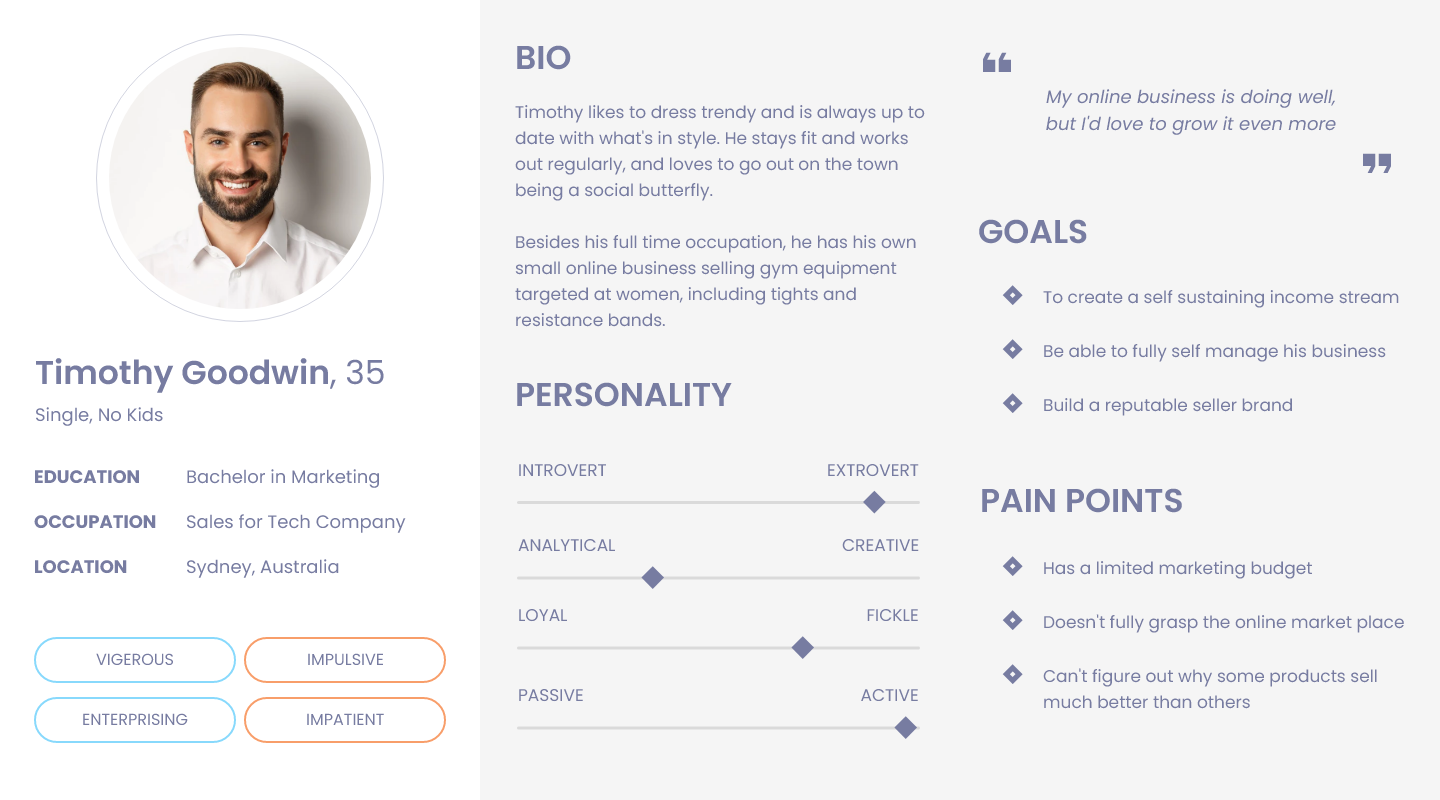 Timothy Goodwin, 35
Single, No Kids
EDUCATION Bachelor in Marketing
OCCUPATION Sales for Tech Company
LOCATION Sydney, Australia
VIGEROUS IMPULSIVE
ENTERPRISING IMPATIENT
BIO
Timothy likes to dress trendy and is always up to
date with what's in style. He stays fit and works
out regularly, and loves to go out on the town
being a social butterfly.
Besides his full time occupation, he has his own
small online business selling gym equipment
targeted at women, including tights and
resistance bands.
PERSONALITY
INTROVERT EXTROVERT
ANALYTICAL CREATIVE
LOYAL FICKLE
PASSIVE ACTIVE
❝
My online business is doing well,
but I'd love to grow it even more
❞
GOALS
To create a self sustaining income stream
Be able to fully self manage his business
Build a reputable seller brand
PAIN POINTS
Has a limited marketing budget
Doesn't fully grasp the online market place
Can't figure out why some products sell
much better than others